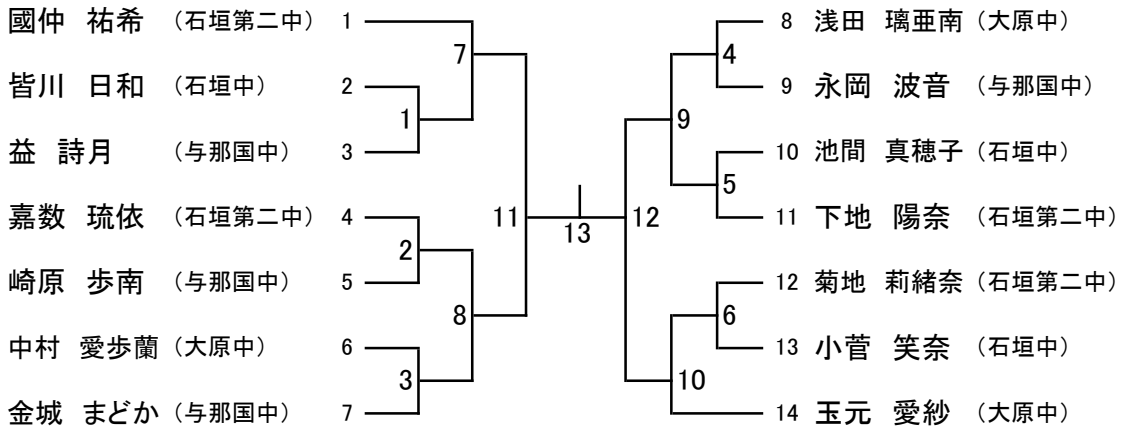 國仲　祐希　（石垣第二中）　1
皆川　日和　（石垣中）　2
益　詩月　（与那国中）　3
嘉数　琉依　（石垣第二中）　4
崎原　歩南　（与那国中）　5
中村　愛歩蘭（大原中）　6
金城　まどか（与那国中）　7
7
1
2
8
3
11
13
12
8　浅田　璃亜南（大原中）
9　永岡　波音　（与那国中）
10　池間　真穂子（石垣中）
11　下地　陽奈　（石垣第二中）
12　菊地　莉緒奈（石垣第二中）
13　小菅　笑奈　（石垣中）
14　玉元　愛紗　（大原中）
4
9
5
6
10